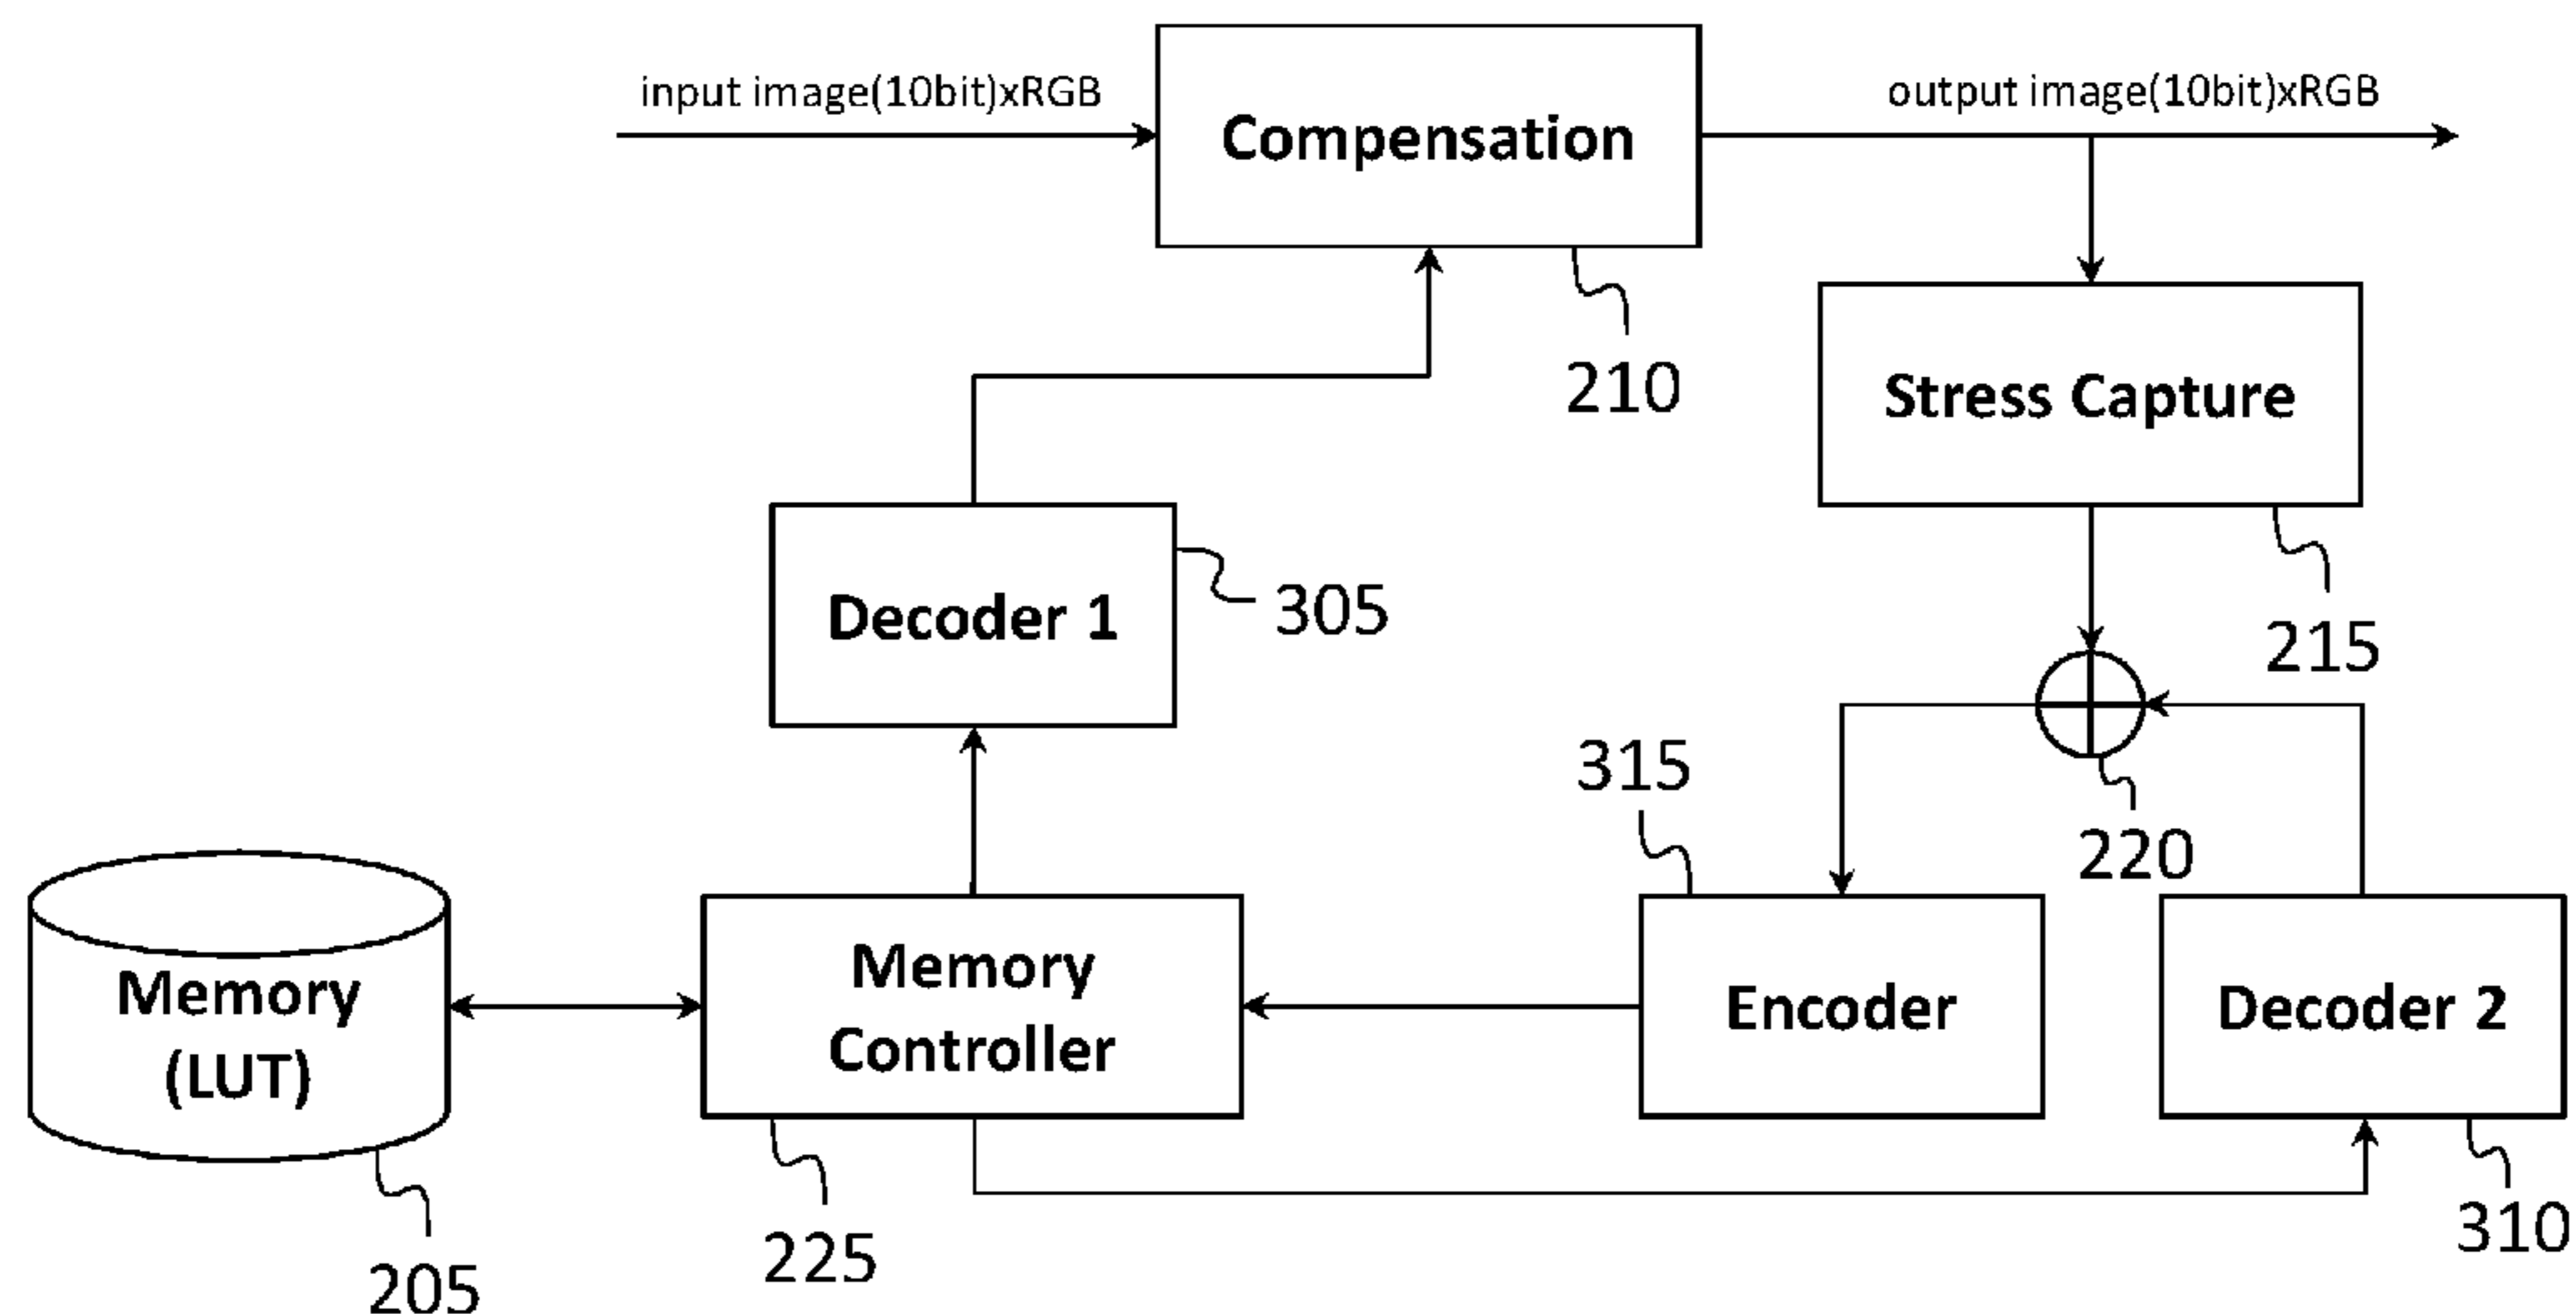 input image(10bit)xRGB
Compensation
output image(10bit)xRGB
210
Stress Capture
215
Decoder 1
305
220
315
Memory
(LUT)
205
Memory
Controller
225
Encoder
Decoder 2
310